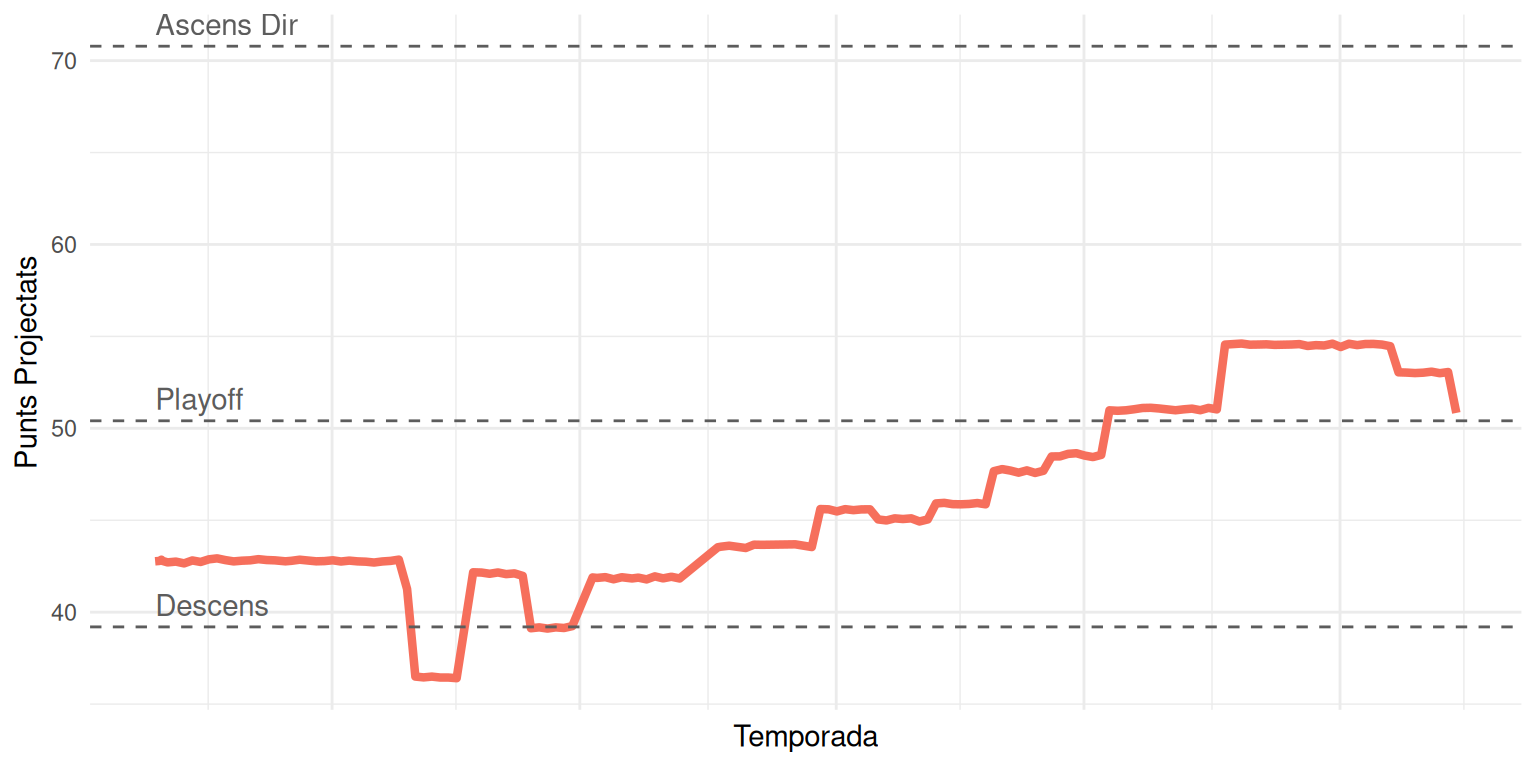 Ascens Dir
70
60
Playoff
50
Descens
40
Punts Projectats
Temporada